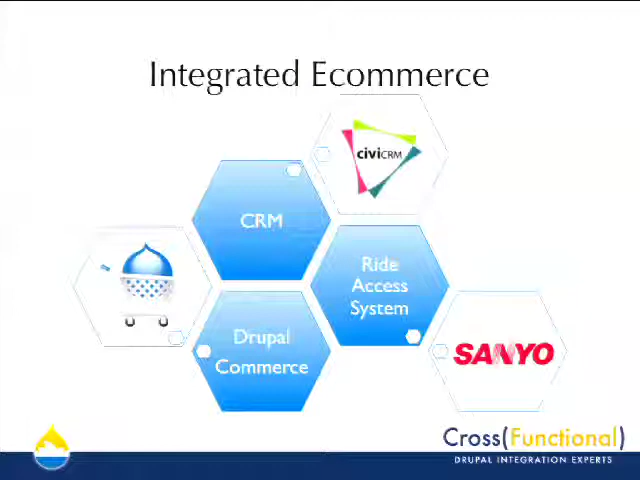 Integrated Ecommerce
civiCRM
CRM
Ride
Access
System
Drupal
Commerce
SANYO
Cross(Functional)
DRUPAL INTEGRATION EXPERTS